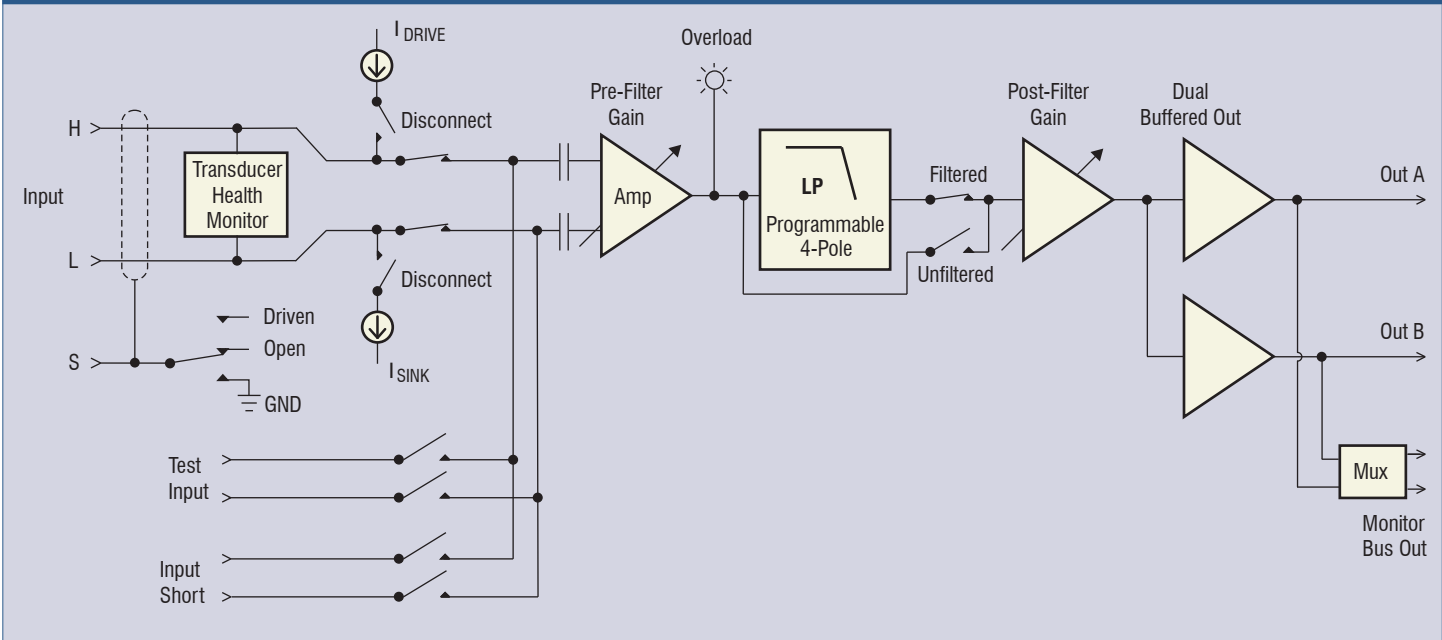 I DRIVE
Overload
Pre-Filter
Gain
Post-Filter
Gain
Dual
Buffered Out
H
Disconnect
Transducer
Health
Monitor
Input
Amp
LP
Programmable
4-Pole
Filtered
Unfiltered
Out A
L
Disconnect
Driven
Open
S
GND
I SINK
Out B
Test
Input
Mux
Monitor
Bus Out
Input
Short